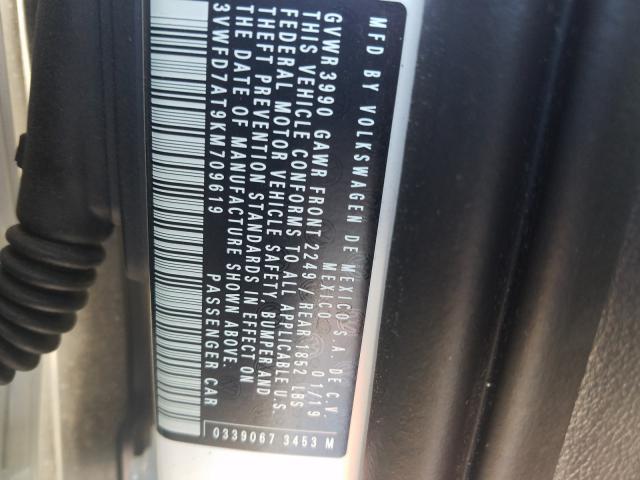 MFD BY VOLKSWAGEN DE MEXICO S.A. DE C.V.
MEXICO 01/19
GVWR 3990 GAWR FRONT 2249 / REAR 1852 LBS
THIS VEHICLE CONFORMS TO ALL APPLICABLE U.S.
FEDERAL MOTOR VEHICLE SAFETY, BUMPER AND
THEFT PREVENTION STANDARDS IN EFFECT ON
THE DATE OF MANUFACTURE SHOWN ABOVE.
3VWFD7AT9KM709619 PASSENGER CAR
0339067 3453 M